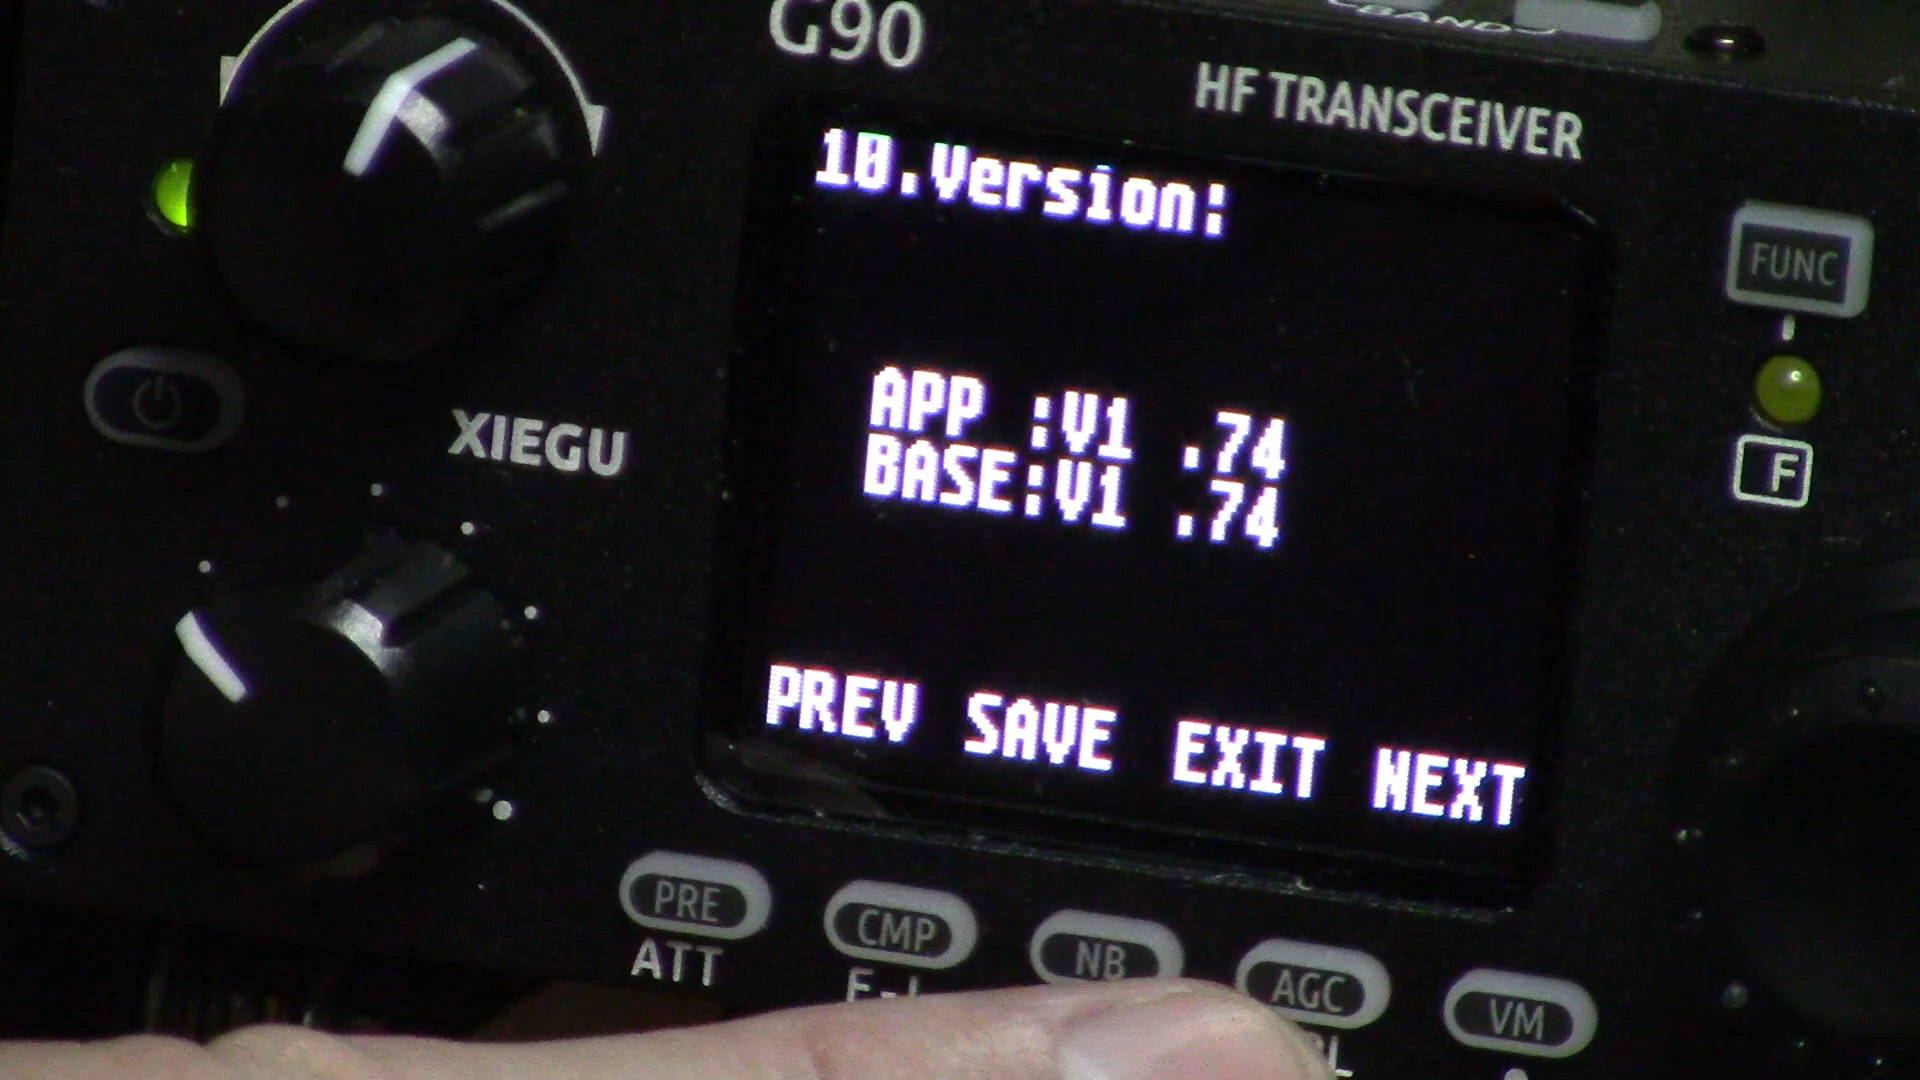 G90
BAND
HF TRANSCEIVER
10.Version:
FUNC
APP :V1 .74
BASE:V1 .74
XIEGU
F
PREV SAVE EXIT NEXT
PRE CMP NB AGC VM
ATT